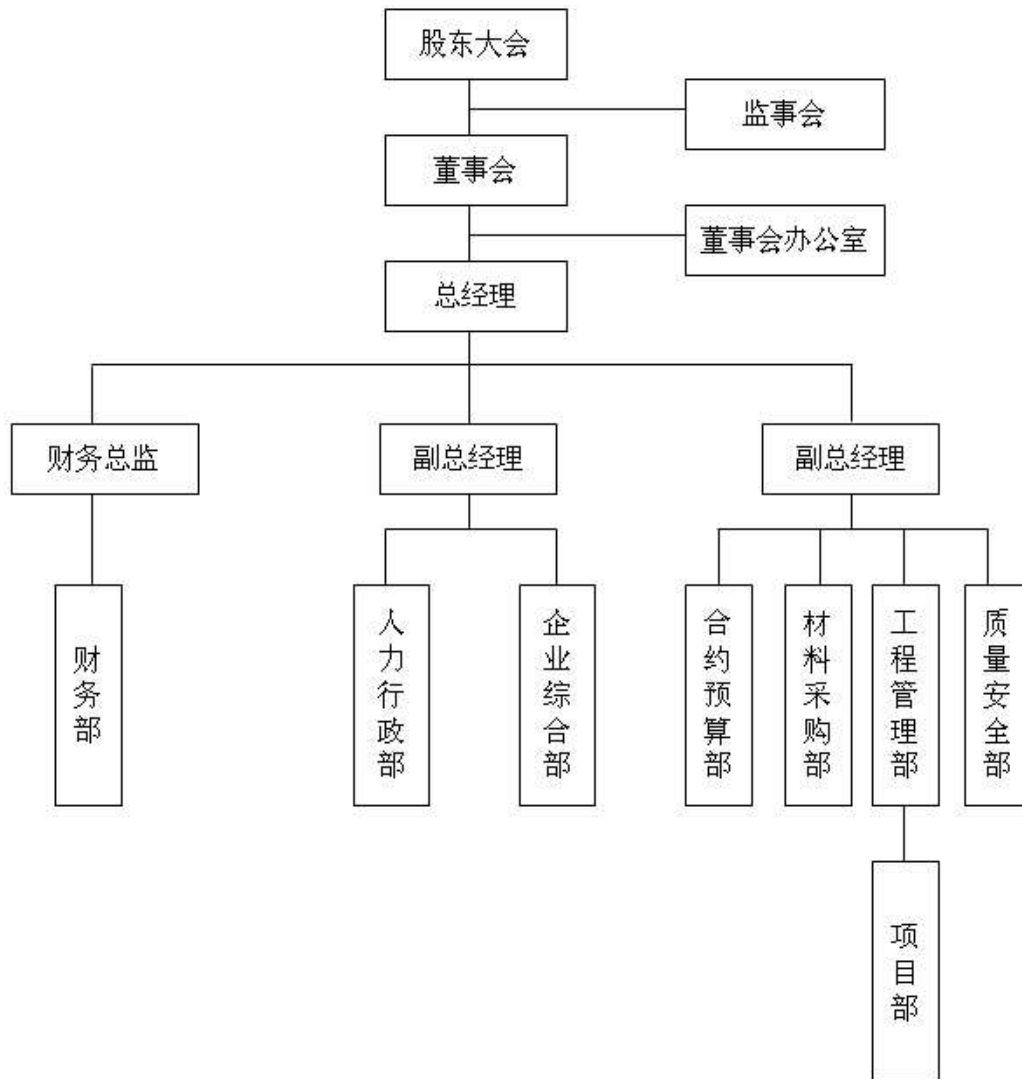 股东大会
监事会
董事会
董事会办公室
总经理
财务总监
副总经理
副总经理
财务部
人力行政部
企业综合部
合约预算部
材料采购部
工程管理部
质量安全部
项目部